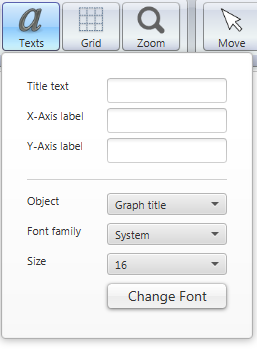 a
Texts Grid Zoom Move
Title text
X-Axis label
Y-Axis label
Object Graph title
Font family System
Size 16
Change Font